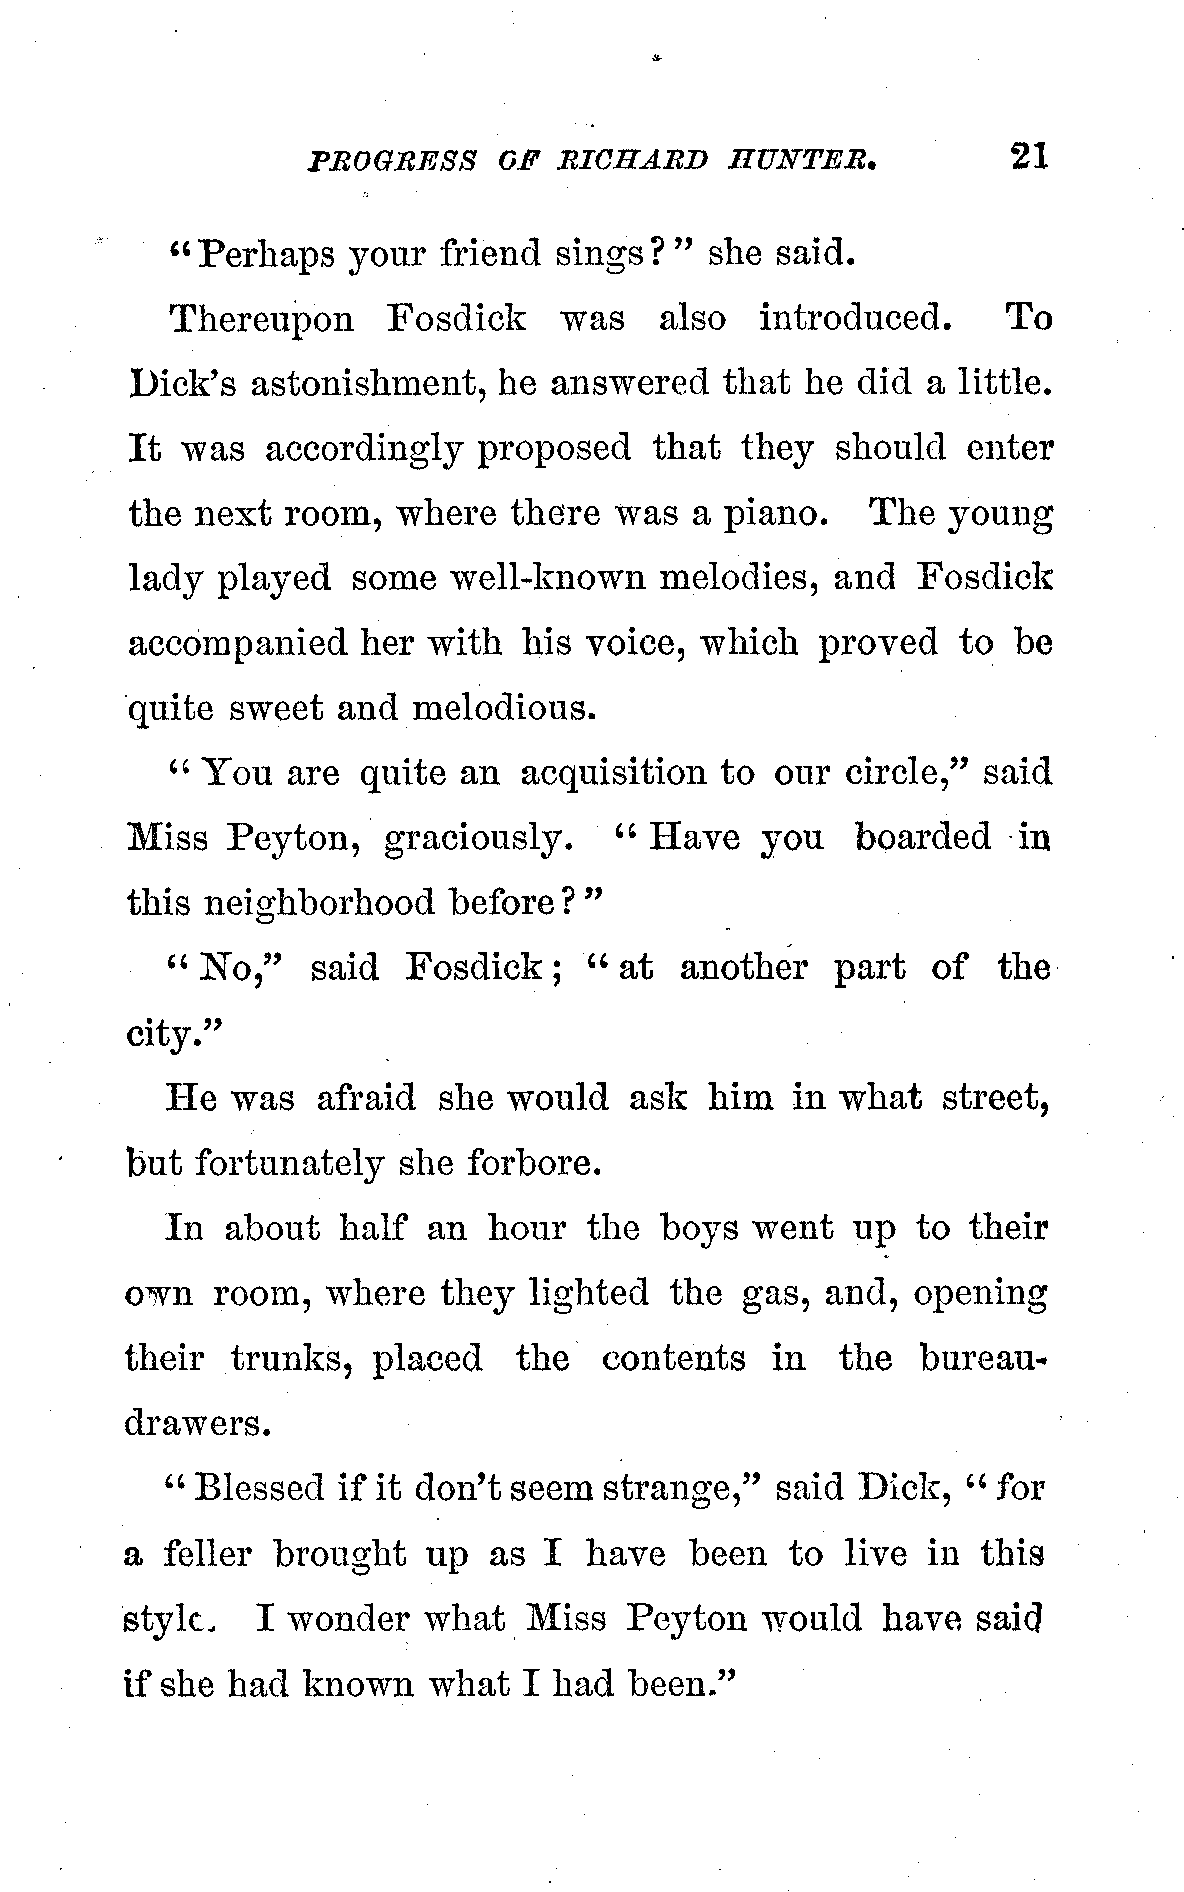 PROGRESS OF RICHARD HUNTER. 21
"Perhaps your friend sings?" she said.
Thereupon Fosdick was also introduced. To
Dick's astonishment, he answered that he did a little.
It was accordingly proposed that they should enter
the next room, where there was a piano. The young
lady played some well-known melodies, and Fosdick
accompanied her with his voice, which proved to be
quite sweet and melodious.
"You are quite an acquisition to our circle," said
Miss Peyton, graciously. "Have you boarded in
this neighborhood before?"
"No," said Fosdick; "at another part of the
city."
He was afraid she would ask him in what street,
but fortunately she forbore.
In about half an hour the boys went up to their
own room, where they lighted the gas, and, opening
their trunks, placed the contents in the bureau-
drawers.
"Blessed if it don't seem strange," said Dick, "for
a feller brought up as I have been to live in this
style. I wonder what Miss Peyton would have said
if she had known what I had been."